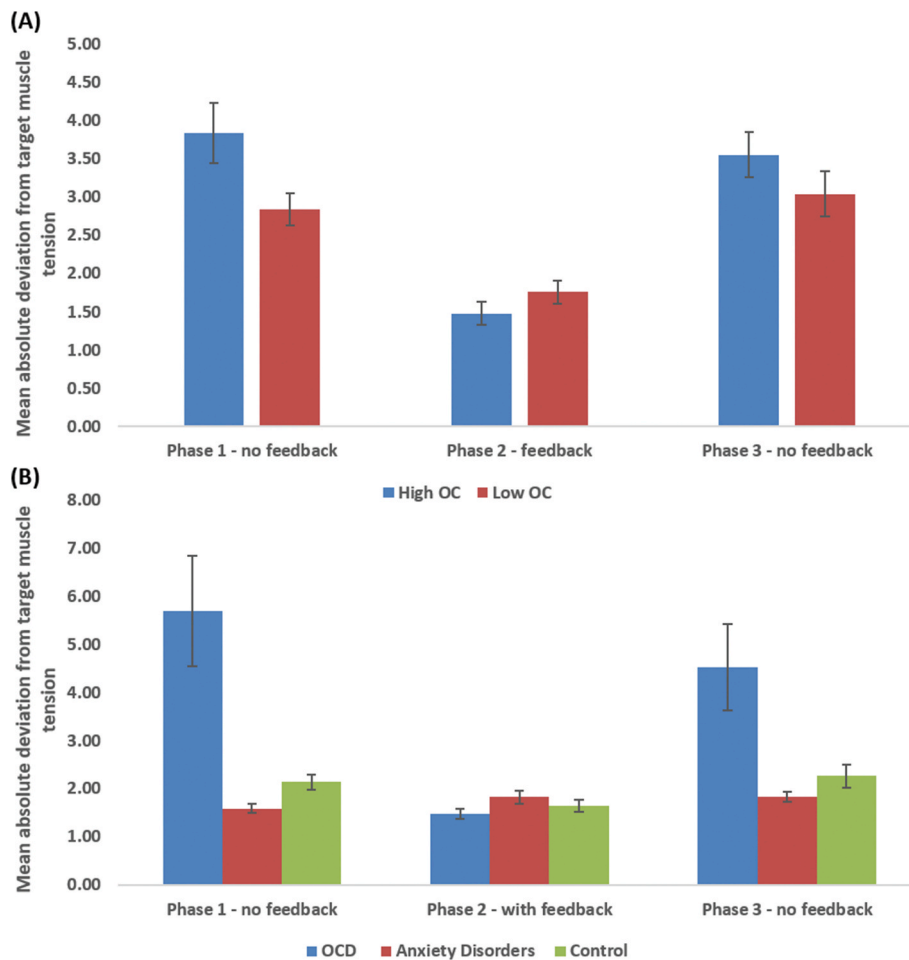 (A)
Mean absolute deviation from target muscle
tension
5.00
4.50
4.00
3.50
3.00
2.50
2.00
1.50
1.00
0.50
0.00
Phase 1 - no feedback
Phase 2 - feedback
Phase 3 - no feedback
High OC
Low OC
(B)
Mean absolute deviation from target muscle
tension
8.00
7.00
6.00
5.00
4.00
3.00
2.00
1.00
0.00
Phase 1 - no feedback
Phase 2 - with feedback
Phase 3 - no feedback
OCD
Anxiety Disorders
Control